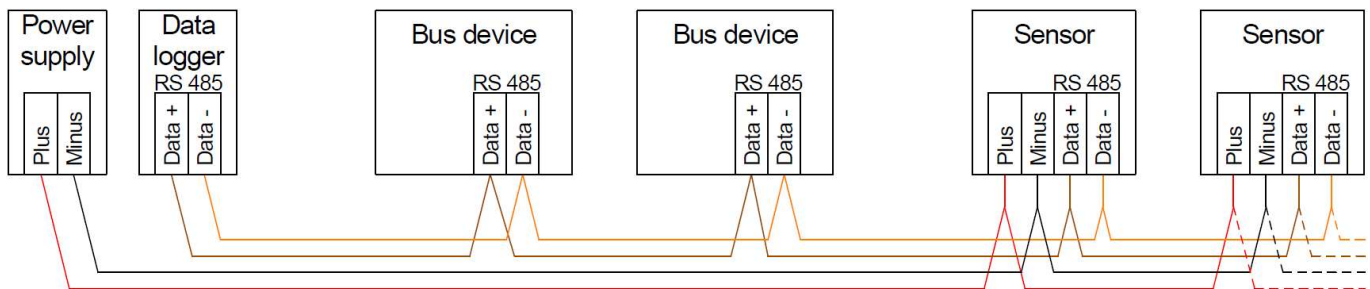 Power
supply
Plus
Minus
Data
logger
RS 485
Data +
Data -
Bus device
RS 485
Data +
Data -
Bus device
RS 485
Data +
Data -
Sensor
RS 485
Plus
Minus
Data +
Data -
Sensor
RS 485
Plus
Minus
Data +
Data -